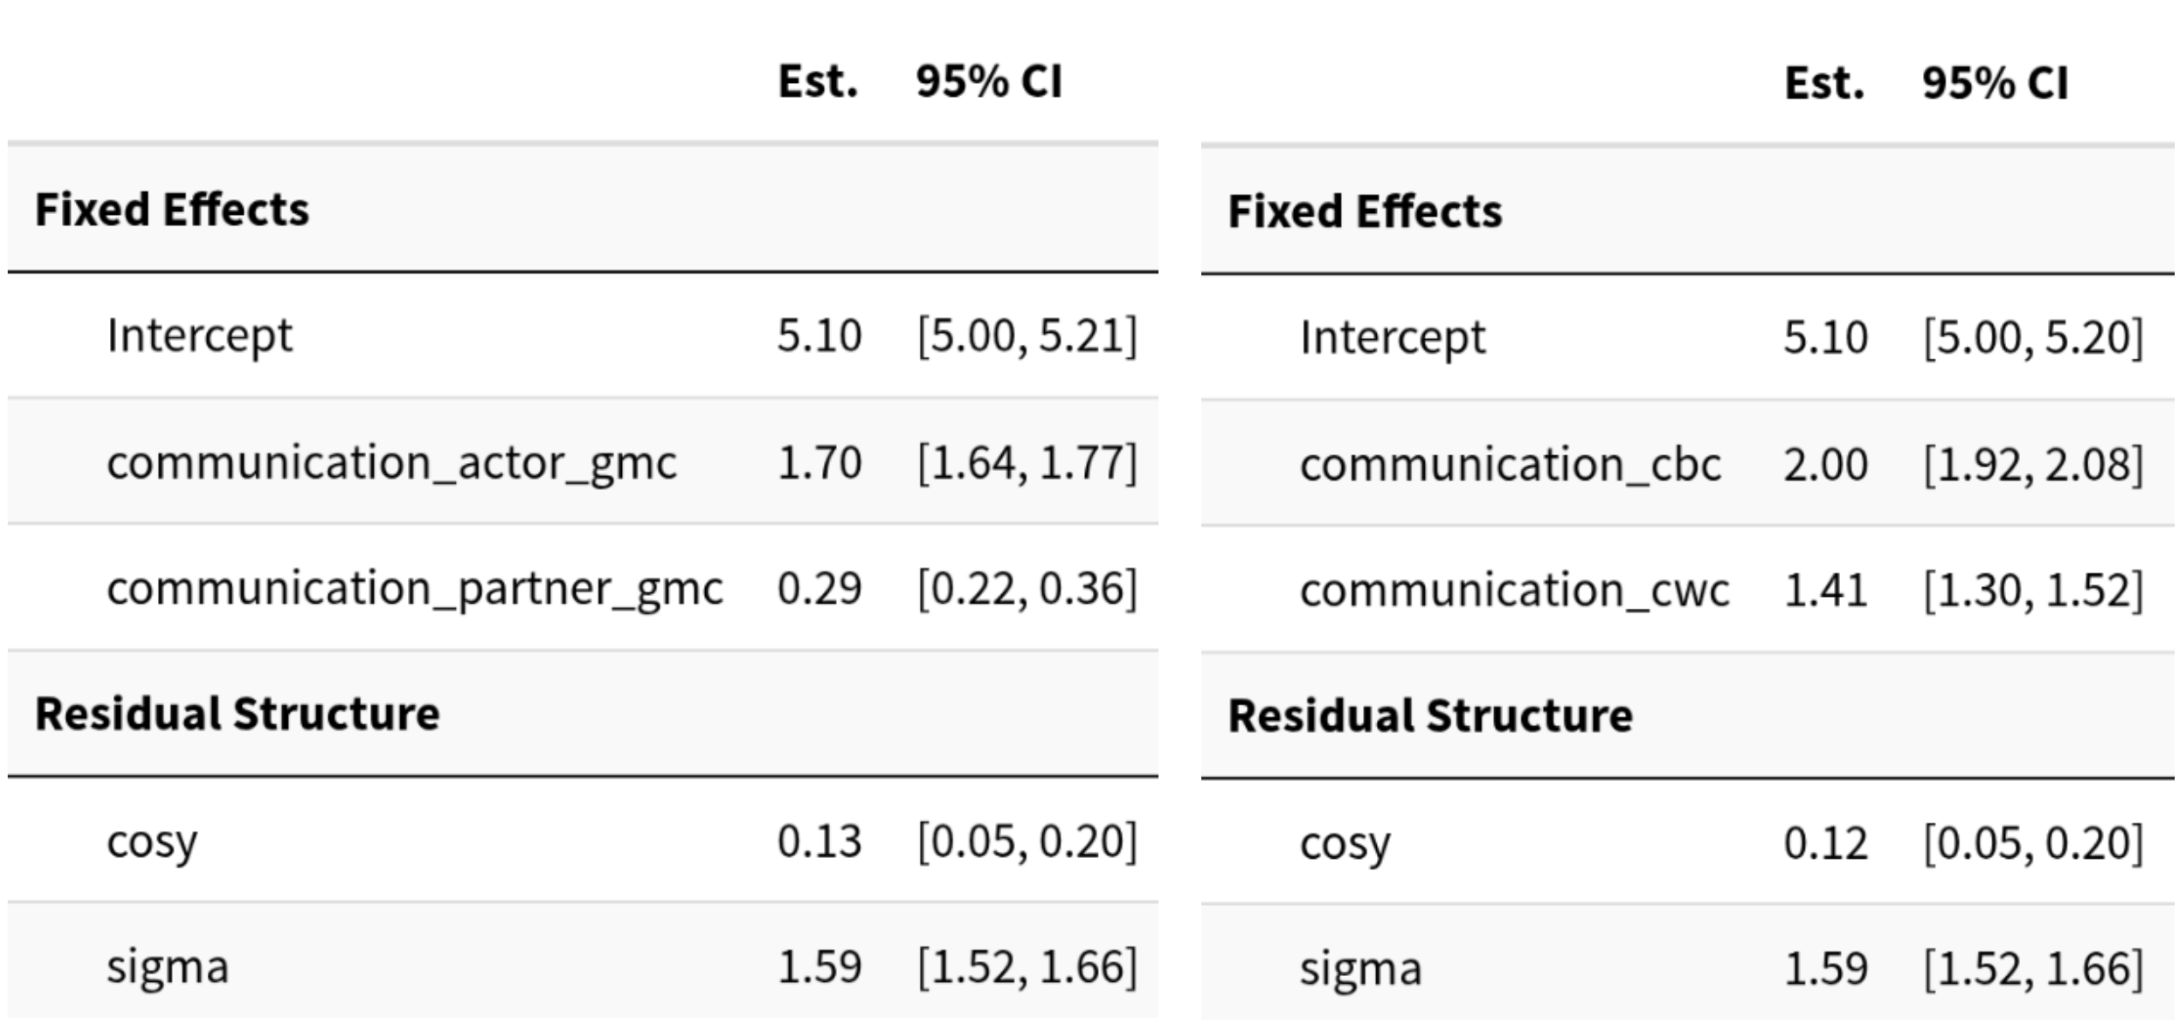 Est. 95% CI
Fixed Effects
Intercept 5.10 [5.00, 5.21]
communication_actor_gmc 1.70 [1.64, 1.77]
communication_partner_gmc 0.29 [0.22, 0.36]
Residual Structure
cosy 0.13 [0.05, 0.20]
sigma 1.59 [1.52, 1.66]
Est. 95% CI
Fixed Effects
Intercept 5.10 [5.00, 5.20]
communication_cbc 2.00 [1.92, 2.08]
communication_cwc 1.41 [1.30, 1.52]
Residual Structure
cosy 0.12 [0.05, 0.20]
sigma 1.59 [1.52, 1.66]